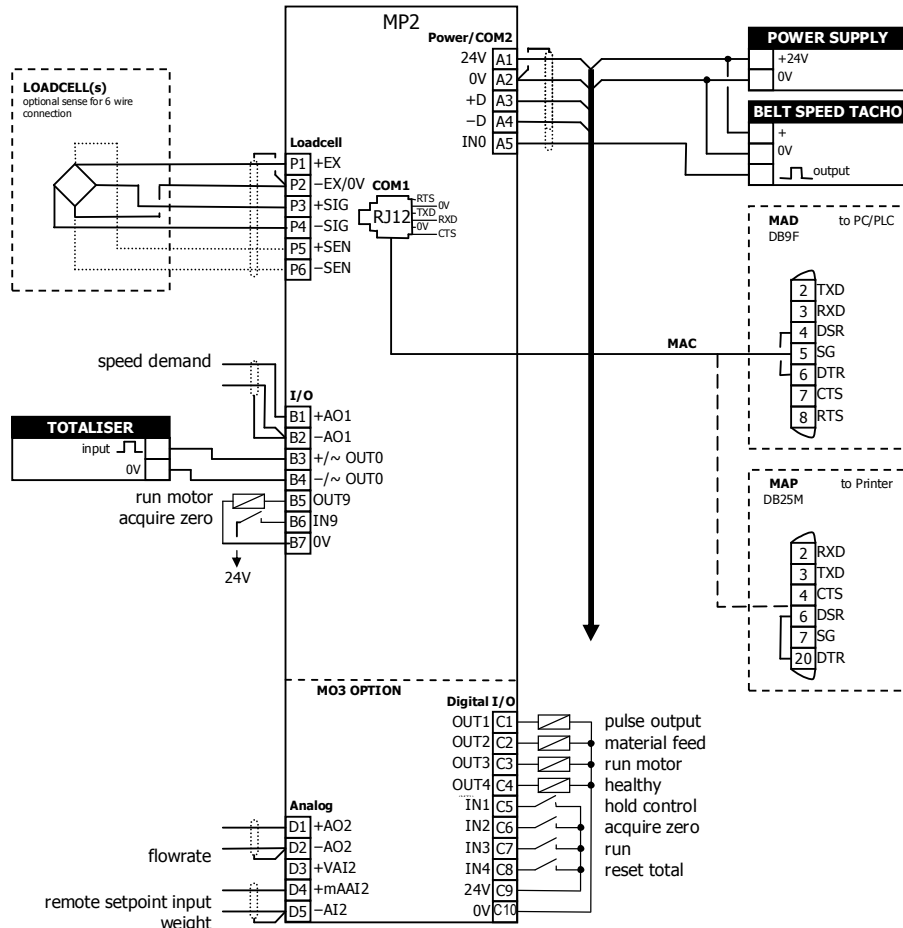 MP2
Power/COM2
24V A1
0V A2
+D A3
−D A4
IN0 A5
POWER SUPPLY
+24V
0V
BELT SPEED TACHO
+
0V
output
LOADCELL(s)
optional sense for 6 wire
connection
Loadcell
P1 +EX
P2 −EX/0V
P3 +SIG
P4 −SIG
P5 +SEN
P6 −SEN
COM1
RJ12
RTS
0V
TXD
RXD
0V
CTS
MAC
MAD to PC/PLC
DB9F
2 TXD
3 RXD
4 DSR
5 SG
6 DTR
7 CTS
8 RTS
MAP to Printer
DB25M
2 RXD
3 TXD
4 CTS
6 DSR
7 SG
20 DTR
speed demand
I/O
B1 +AO1
B2 −AO1
B3 +/~ OUT0
B4 −/~ OUT0
B5 OUT9
B6 IN9
B7 0V
TOTALISER
input
0V
run motor
acquire zero
24V
MO3 OPTION
Digital I/O
OUT1 C1 pulse output
OUT2 C2 material feed
OUT3 C3 run motor
OUT4 C4 healthy
IN1 C5 hold control
IN2 C6 acquire zero
IN3 C7 run
IN4 C8 reset total
24V C9
0V C10
Analog
D1 +AO2
D2 −AO2
D3 +VAI2
D4 +mAAI2
D5 −AI2
flowrate
remote setpoint input
weight